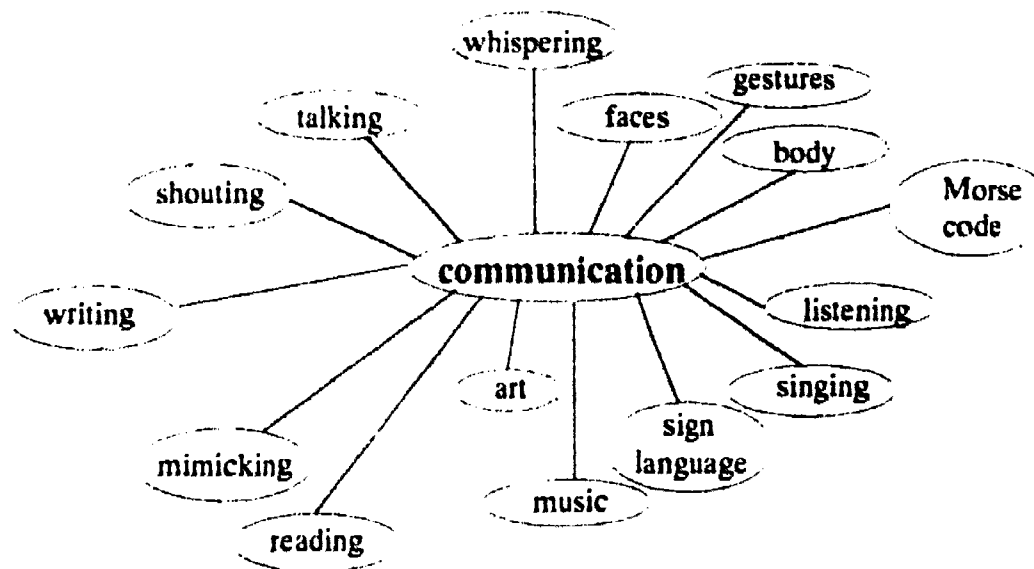 whispering
gestures
talking
faces
body
shouting
Morse
code
communication
writing
listening
art
singing
sign
language
mimicking
music
reading